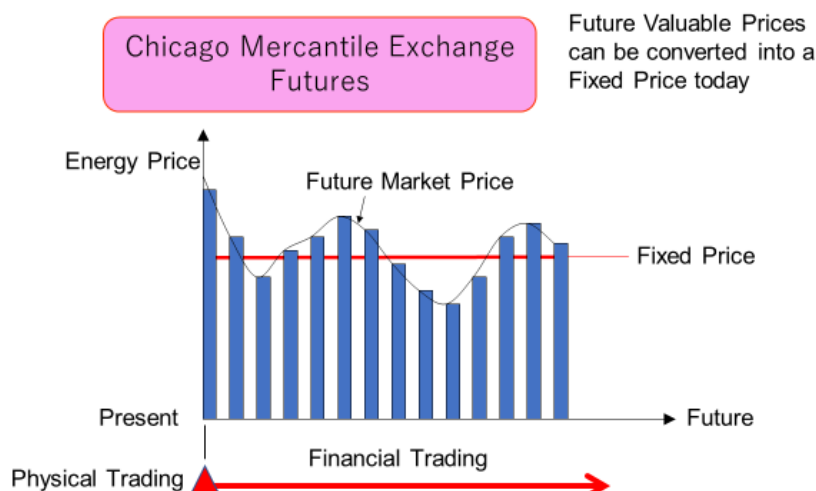 Chicago Mercantile Exchange
Futures
Future Valuable Prices
can be converted into a
Fixed Price today
Energy Price
Future Market Price
Fixed Price
Present
Future
Financial Trading
Physical Trading